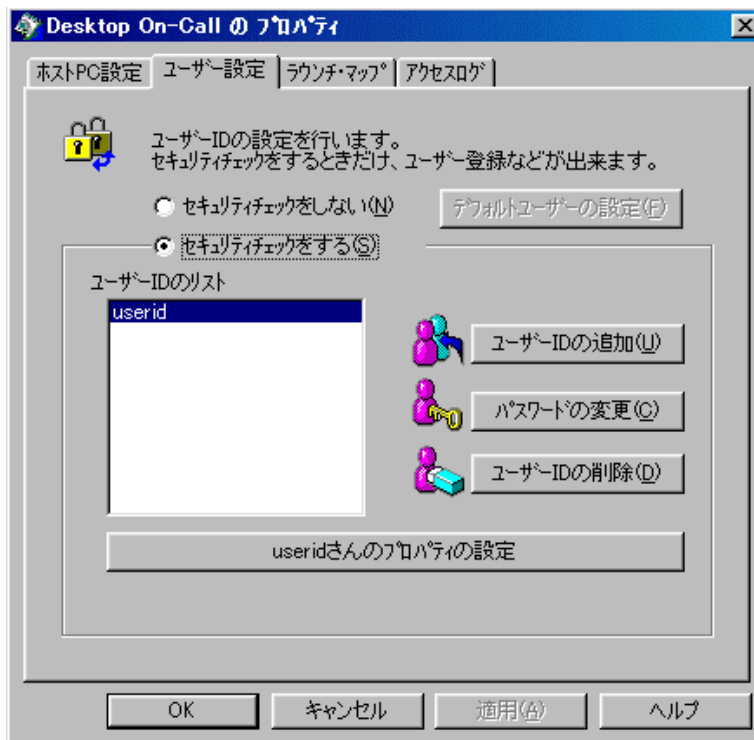 Desktop On-Call の プロパティ
ホストPC設定 ユーザー設定 ラウンチ・マップ アクセスログ
ユーザーIDの設定を行います。
セキュリティチェックをするときだけ、ユーザー登録などが出来ます。
セキュリティチェックをしない(N) デフォルトユーザーの設定(F)
セキュリティチェックをする(S)
ユーザーIDのリスト
userid
ユーザーIDの追加(U)
パスワードの変更(C)
ユーザーIDの削除(D)
useridさんのプロパティの設定
OK キャンセル 適用(A) ヘルプ